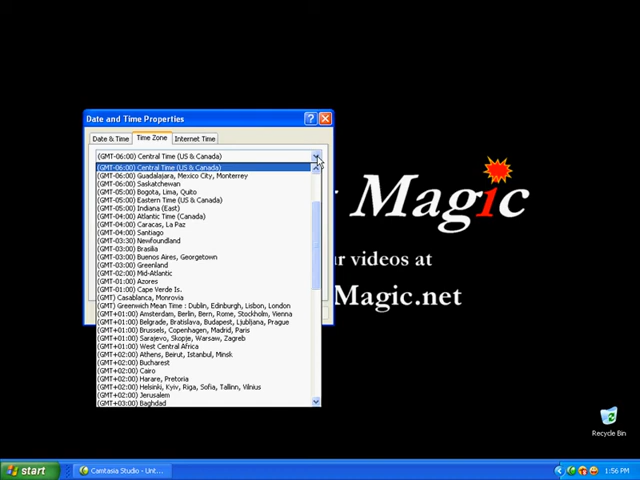 Date and Time Properties
Date & Time
Time Zone
Internet Time
(GMT-06:00) Central Time (US & Canada)
(GMT-06:00) Central Time (US & Canada)
(GMT-06:00) Guadalajara, Mexico City, Monterrey
(GMT-06:00) Saskatchewan
(GMT-05:00) Bogota, Lima, Quito
(GMT-05:00) Eastern Time (US & Canada)
(GMT-05:00) Indiana (East)
(GMT-04:00) Atlantic Time (Canada)
(GMT-04:00) Caracas, La Paz
(GMT-04:00) Santiago
(GMT-03:30) Newfoundland
(GMT-03:00) Brasilia
(GMT-03:00) Buenos Aires, Georgetown
(GMT-03:00) Greenland
(GMT-02:00) Mid-Atlantic
(GMT-01:00) Azores
(GMT-01:00) Cape Verde Is.
(GMT) Casablanca, Monrovia
(GMT) Greenwich Mean Time : Dublin, Edinburgh, Lisbon, London
(GMT+01:00) Amsterdam, Berlin, Bern, Rome, Stockholm, Vienna
(GMT+01:00) Belgrade, Bratislava, Budapest, Ljubljana, Prague
(GMT+01:00) Brussels, Copenhagen, Madrid, Paris
(GMT+01:00) Sarajevo, Skopje, Warsaw, Zagreb
(GMT+01:00) West Central Africa
(GMT+02:00) Athens, Beirut, Istanbul, Minsk
(GMT+02:00) Bucharest
(GMT+02:00) Cairo
(GMT+02:00) Harare, Pretoria
(GMT+02:00) Helsinki, Kyiv, Riga, Sofia, Tallinn, Vilnius
(GMT+02:00) Jerusalem
(GMT+03:00) Baghdad
Magic
r videos at
Magic.net
Recycle Bin
start
Camtasia Studio - Unt...
1:56 PM